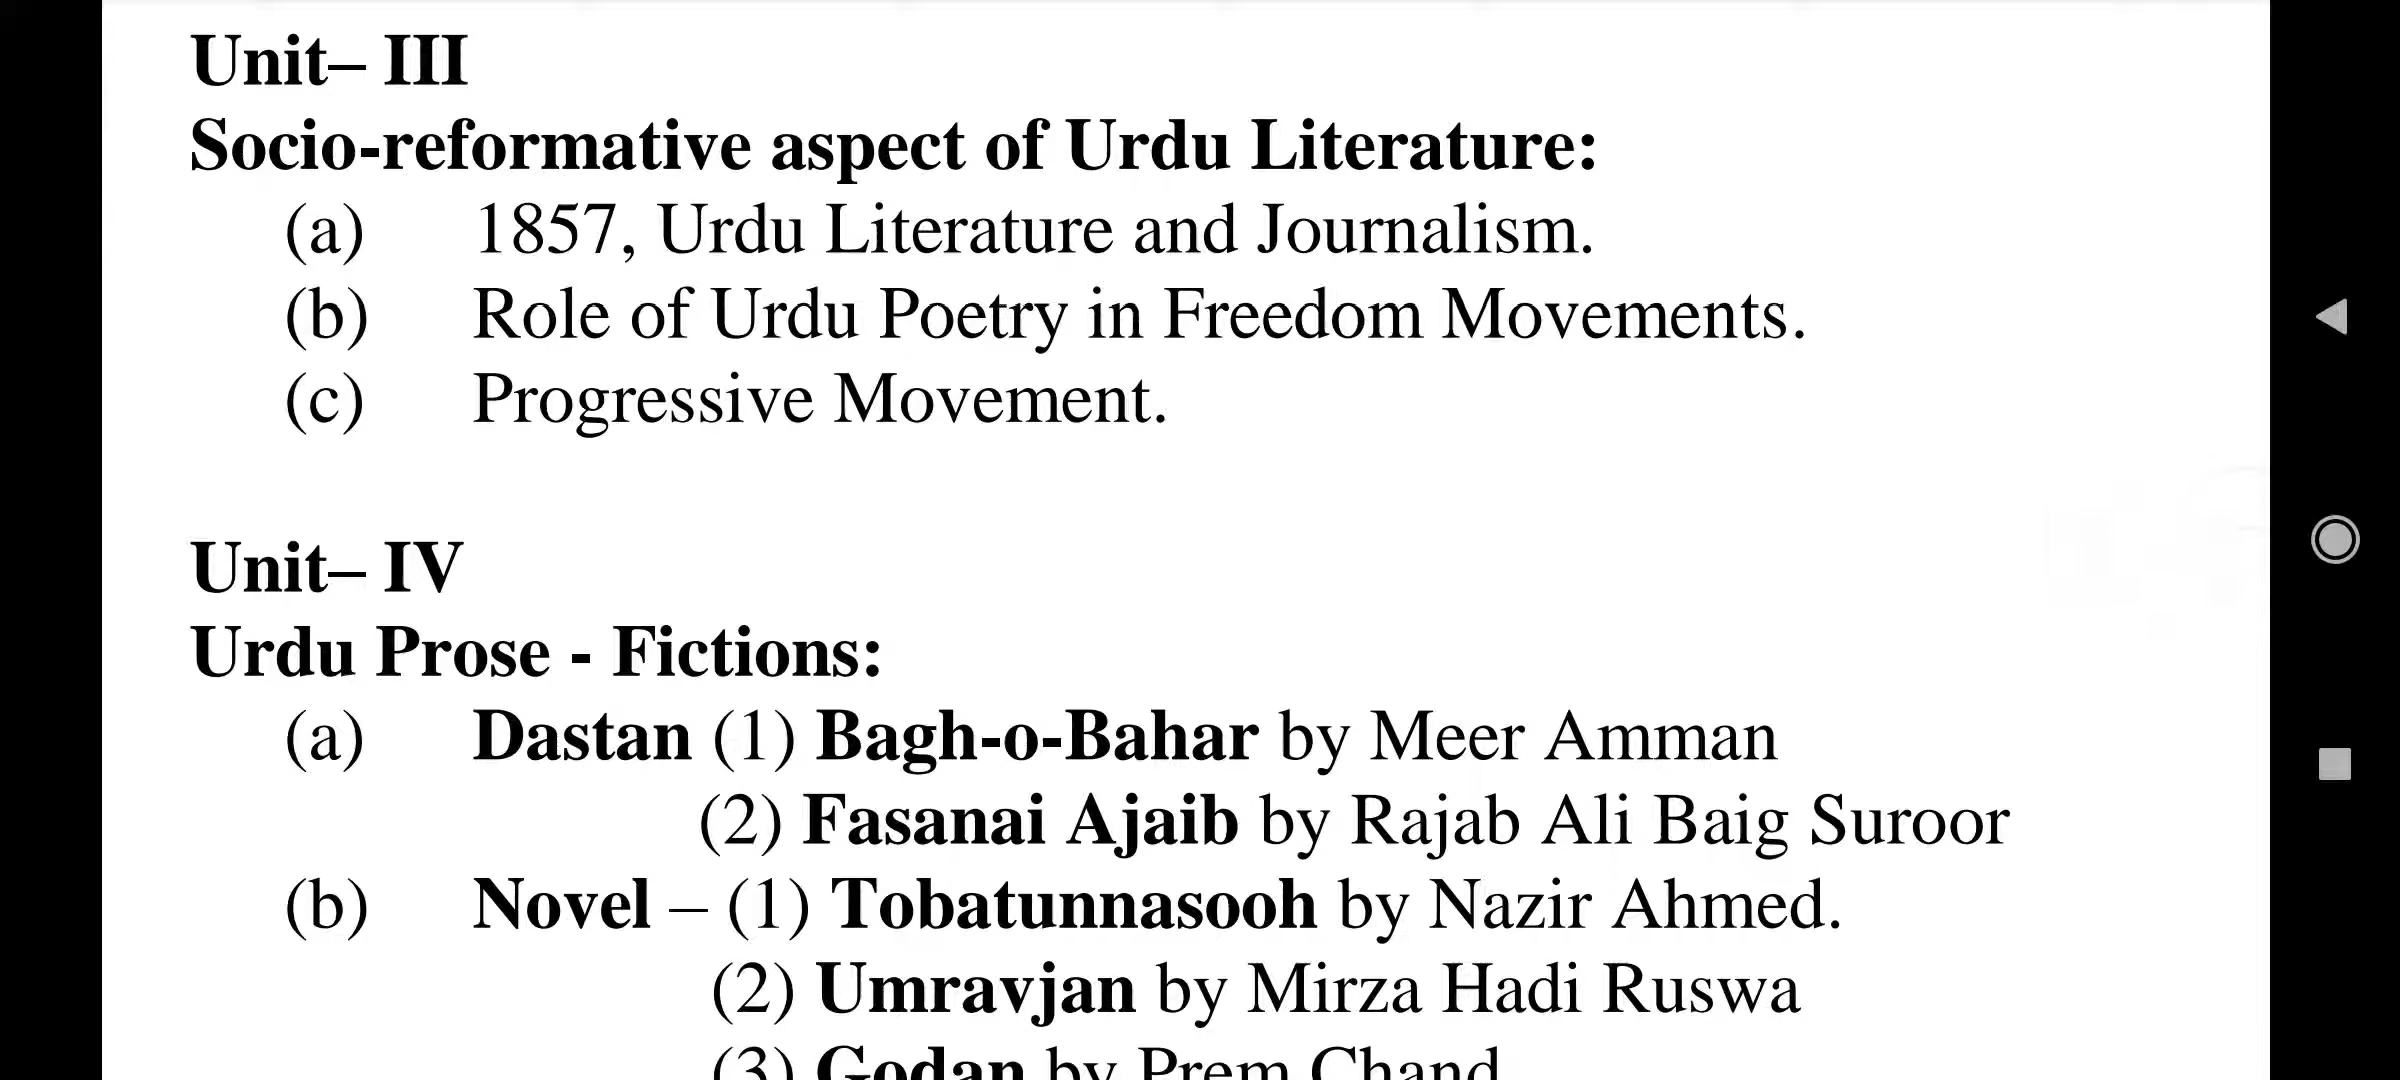 Unit– III
Socio-reformative aspect of Urdu Literature:
(a) 1857, Urdu Literature and Journalism.
(b) Role of Urdu Poetry in Freedom Movements.
(c) Progressive Movement.
Unit– IV
Urdu Prose - Fictions:
(a) Dastan (1) Bagh-o-Bahar by Meer Amman
(2) Fasanai Ajaib by Rajab Ali Baig Suroor
(b) Novel – (1) Tobatunnasooh by Nazir Ahmed.
(2) Umravjan by Mirza Hadi Ruswa
(3) Godan by Prem Chand